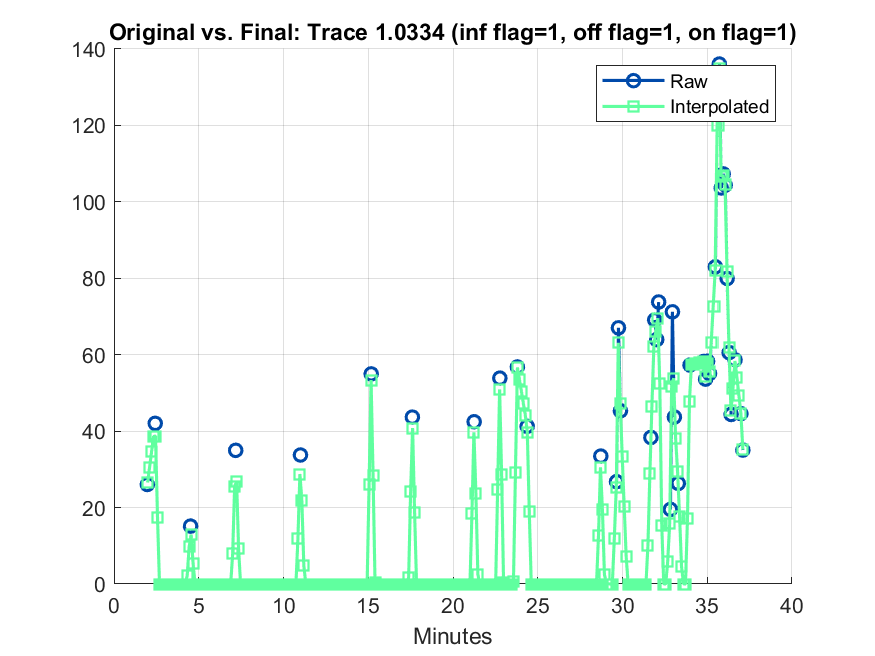 Original vs. Final: Trace 1.0334 (inf flag=1, off flag=1, on flag=1)
140
120
100
80
60
40
20
0
Raw
Interpolated
0 5 10 15 20 25 30 35 40
Minutes